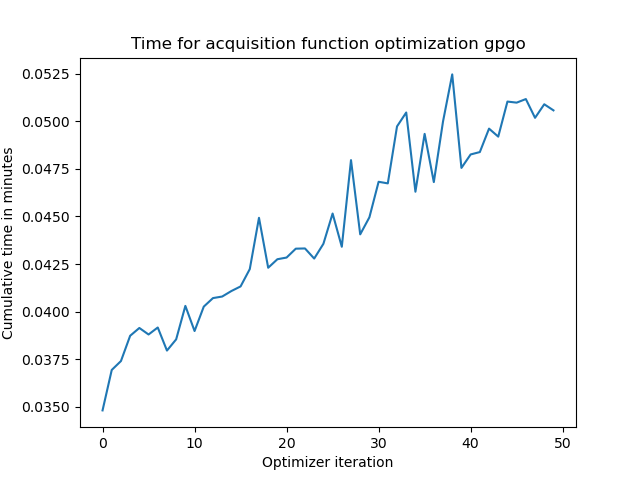 Time for acquisition function optimization gpgo
Cumulative time in minutes
0.0525
0.0500
0.0475
0.0450
0.0425
0.0400
0.0375
0.0350
0 10 20 30 40 50
Optimizer iteration